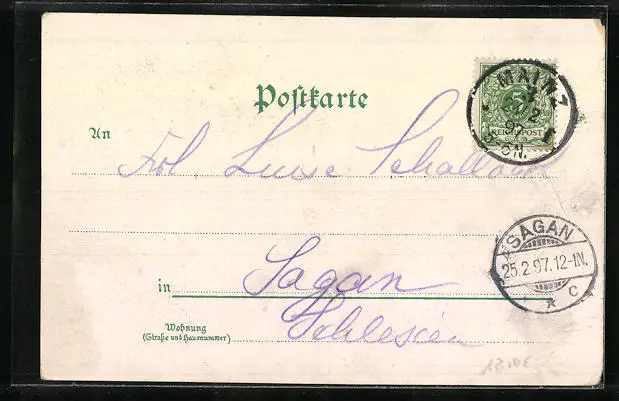 Postkarte
MAINZ
REICHSPOST
An
Frl. Luise
SAGAN
25.2.97.12-1N.
* C
in Sagan
Schlesien
Wohnung
(Straße und Hausnummer)